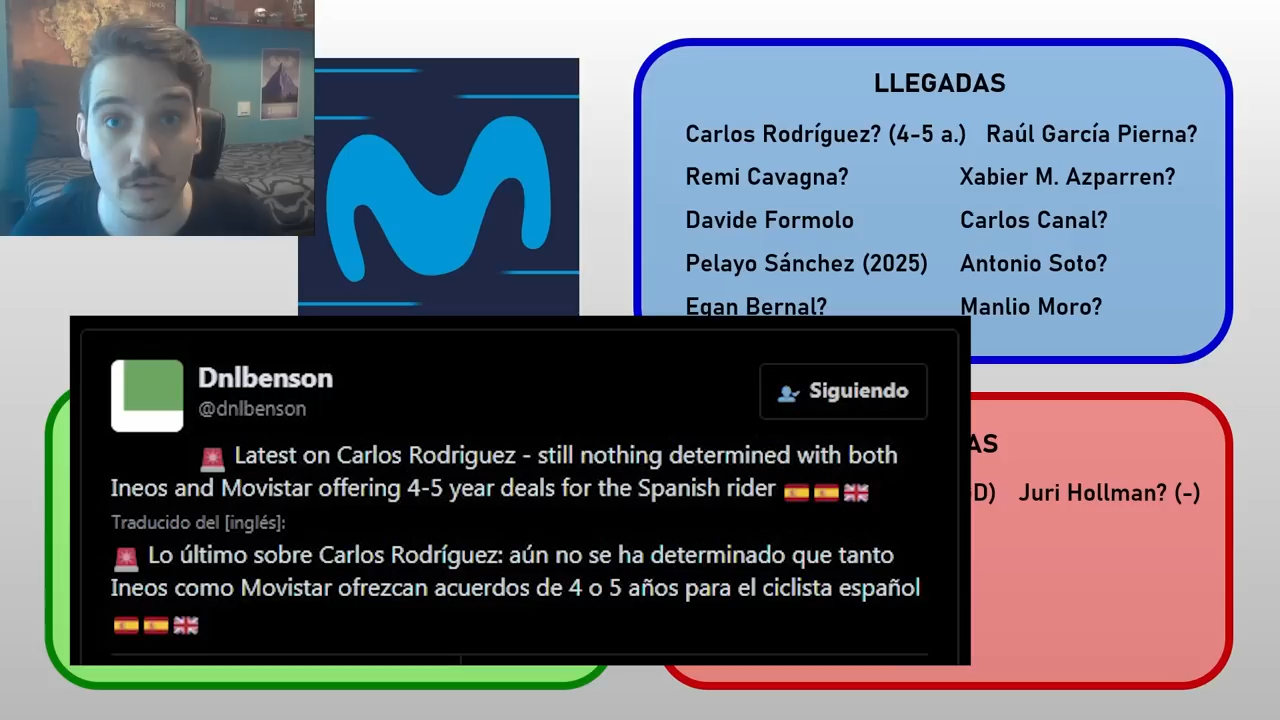 LLEGADAS
Carlos Rodríguez? (4-5 a.) Raúl García Pierna?
Remi Cavagna? Xabier M. Azparren?
Davide Formolo Carlos Canal?
Pelayo Sánchez (2025) Antonio Soto?
Egan Bernal? Manlio Moro?
Dnlbenson
@dnlbenson
Siguiendo
🚨 Latest on Carlos Rodriguez - still nothing determined with both
Ineos and Movistar offering 4-5 year deals for the Spanish rider 🇪🇸🇪🇸🇬🇧
Traducido del [inglés]:
🚨 Lo último sobre Carlos Rodríguez: aún no se ha determinado que tanto
Ineos como Movistar ofrezcan acuerdos de 4 o 5 años para el ciclista español
🇪🇸🇪🇸🇬🇧
AS
D) Juri Hollman? (-)